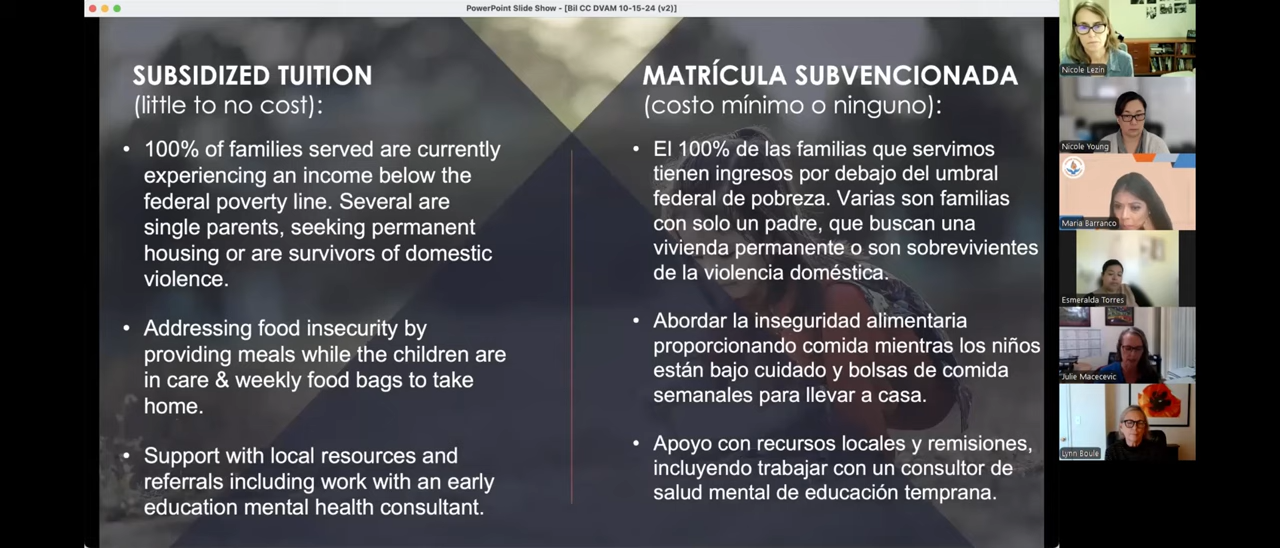 PowerPoint Slide Show - [Bil CC DVAM 10-15-24 (v2)]
SUBSIDIZED TUITION
(little to no cost):
• 100% of families served are currently
experiencing an income below the
federal poverty line. Several are
single parents, seeking permanent
housing or are survivors of domestic
violence.
• Addressing food insecurity by
providing meals while the children are
in care & weekly food bags to take
home.
• Support with local resources and
referrals including work with an early
education mental health consultant.
MATRÍCULA SUBVENCIONADA
(costo mínimo o ninguno):
• El 100% de las familias que servimos
tienen ingresos por debajo del umbral
federal de pobreza. Varias son familias
con solo un padre, que buscan una
vivienda permanente o son sobrevivientes
de la violencia doméstica.
• Abordar la inseguridad alimentaria
proporcionando comida mientras los niños
están bajo cuidado y bolsas de comida
semanales para llevar a casa.
• Apoyo con recursos locales y remisiones,
incluyendo trabajar con un consultor de
salud mental de educación temprana.
Nicole Lezin
Nicole Young
Maria Barranco
Esmeralda Torres
Julie Macecevic
Lynn Boule